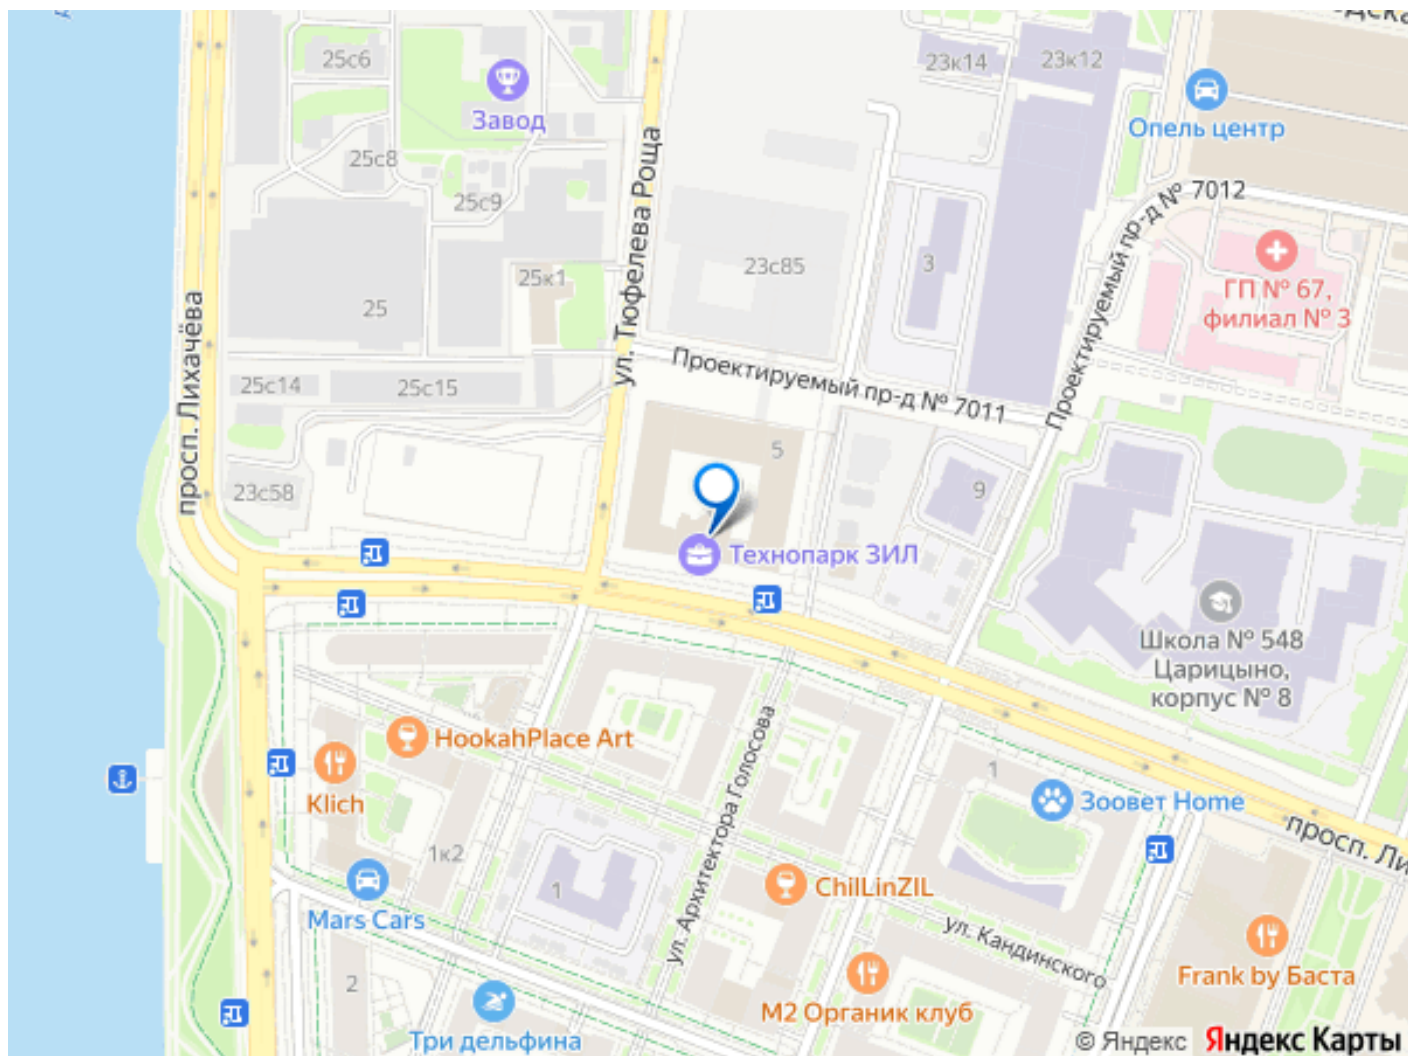 25с6
23к14
23к12
Завод
Опель центр
25с8
25с9
Проектируемый пр-д № 7012
ул. Тюфелева Роща
3
23с85
25к1
25
ГП № 67,
филиал № 3
просп. Лихачёва
25с14
25с15
Проектируемый пр-д № 7011
5
9
23с58
Технопарк ЗИЛ
Школа № 548
Царицыно,
корпус № 8
HookahPlace Art
Klich
ул. Архитектора Голосова
1
Зоовет Home
просп. Ли
1к2
1
ChilLinZIL
Mars Cars
ул. Кандинского
Frank by Баста
2
М2 Органик клуб
Три дельфина
© Яндекс Яндекс Карты